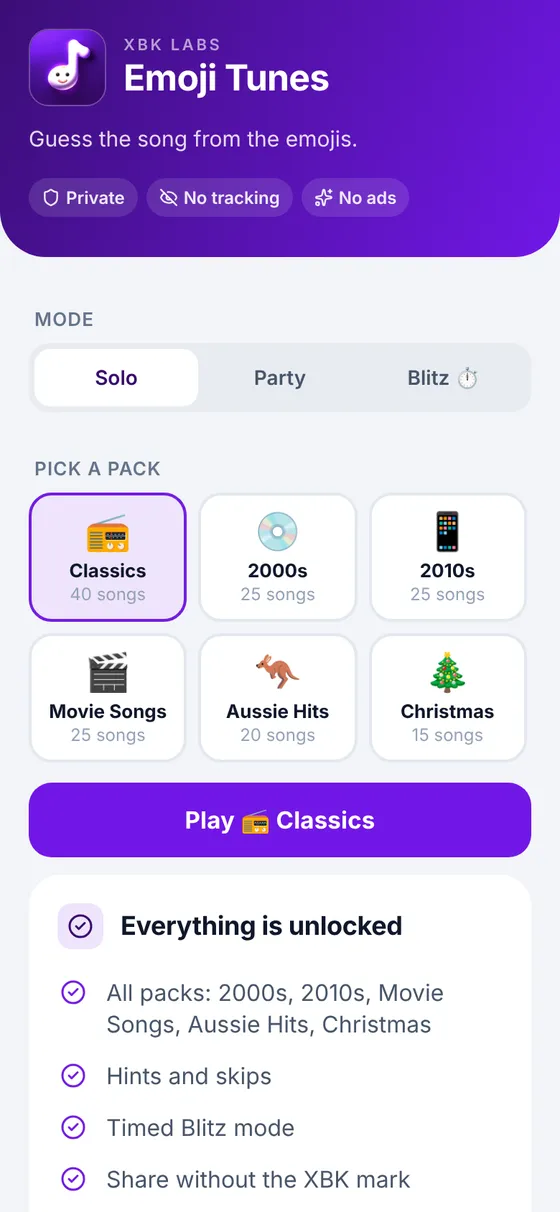 XBK LABS
Emoji Tunes
Guess the song from the emojis.
Private
No tracking
No ads
MODE
Solo
Party
Blitz ⏱️
PICK A PACK
Classics
40 songs
2000s
25 songs
2010s
25 songs
Movie Songs
25 songs
Aussie Hits
20 songs
Christmas
15 songs
Play 📻 Classics
Everything is unlocked
All packs: 2000s, 2010s, Movie
Songs, Aussie Hits, Christmas
Hints and skips
Timed Blitz mode
Share without the XBK mark